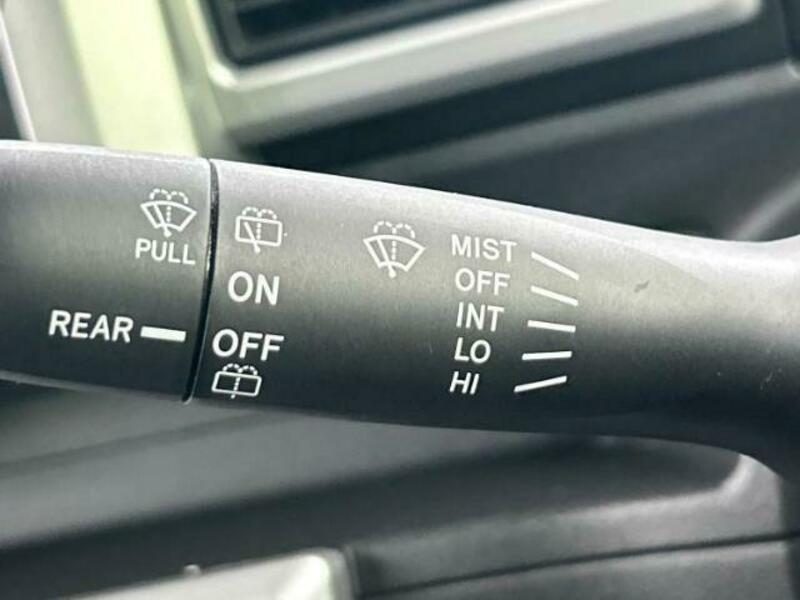 PULL
REAR
ON
OFF
MIST
OFF
INT
LO
HI